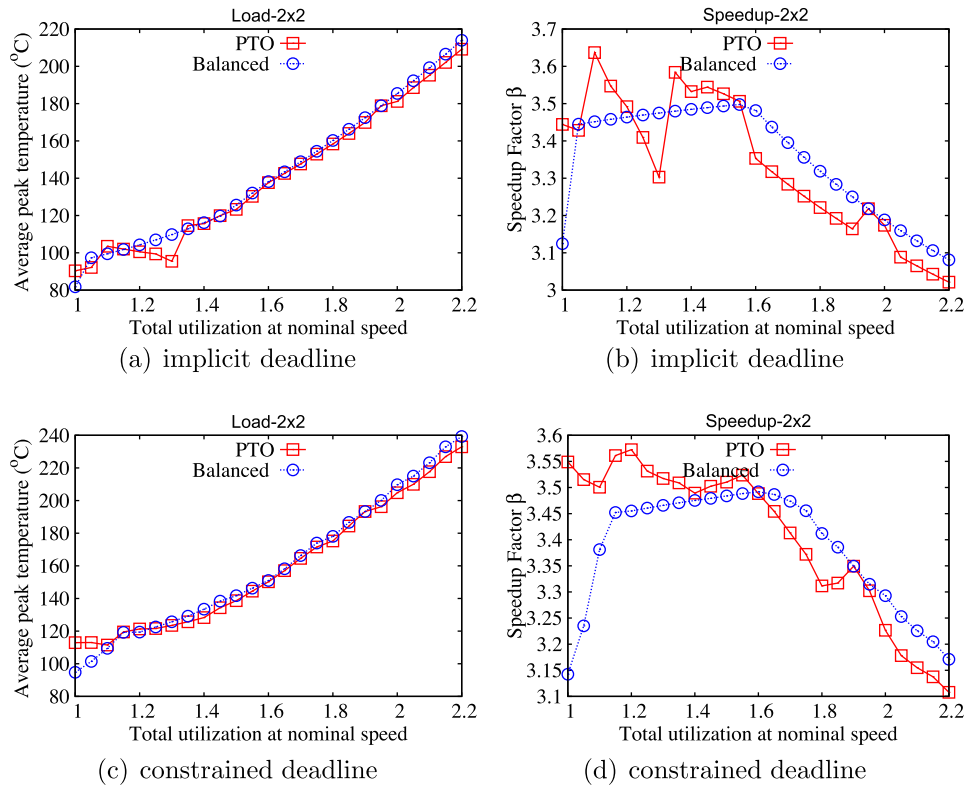 Load-2x2
220
200
180
160
140
120
100
80
Average peak temperature (°C)
PTO
Balanced
1 1.2 1.4 1.6 1.8 2 2.2
Total utilization at nominal speed
(a) implicit deadline
Speedup-2x2
3.7
3.6
3.5
3.4
3.3
3.2
3.1
3
Speedup Factor β
PTO
Balanced
1 1.2 1.4 1.6 1.8 2 2.2
Total utilization at nominal speed
(b) implicit deadline
Load-2x2
240
220
200
180
160
140
120
100
80
Average peak temperature (°C)
PTO
Balanced
1 1.2 1.4 1.6 1.8 2 2.2
Total utilization at nominal speed
(c) constrained deadline
Speedup-2x2
3.6
3.55
3.5
3.45
3.4
3.35
3.3
3.25
3.2
3.15
3.1
Speedup Factor β
PTO
Balanced
1 1.2 1.4 1.6 1.8 2 2.2
Total utilization at nominal speed
(d) constrained deadline